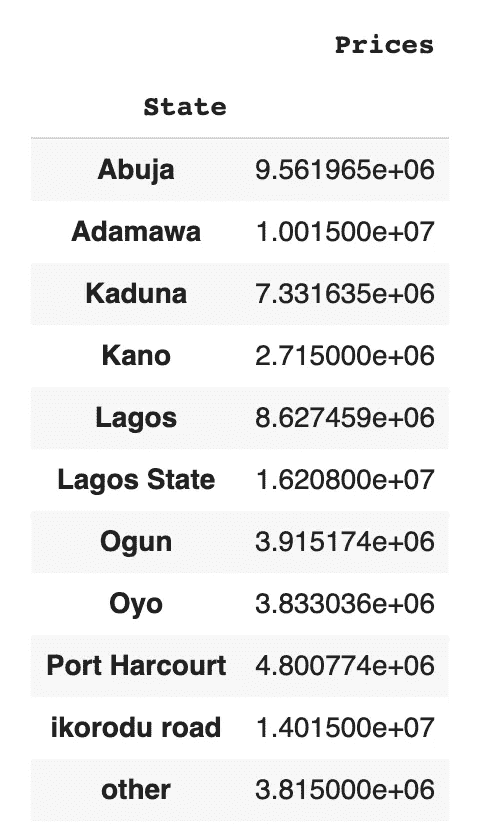 Prices
State
Abuja 9.561965e+06
Adamawa 1.001500e+07
Kaduna 7.331635e+06
Kano 2.715000e+06
Lagos 8.627459e+06
Lagos State 1.620800e+07
Ogun 3.915174e+06
Oyo 3.833036e+06
Port Harcourt 4.800774e+06
ikorodu road 1.401500e+07
other 3.815000e+06